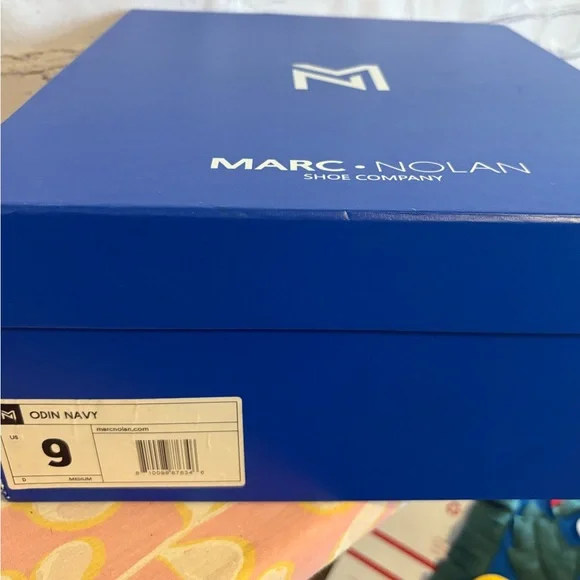 MARC • NOLAN
SHOE COMPANY
ODIN NAVY
US
marcnolan.com
9
D
MEDIUM